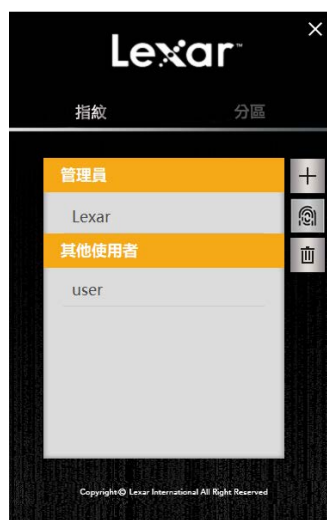 Lexar™
指紋
分區
管理員
Lexar
其他使用者
user
Copyright© Lexar International All Right Reserved